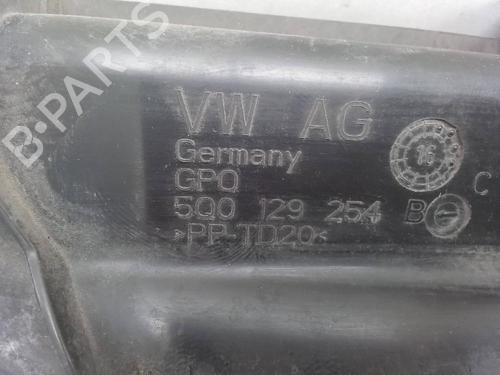 B-PARTS
VW AG
Germany
GPO
5Q0 129 254 B
>PP-TD20<
16
C